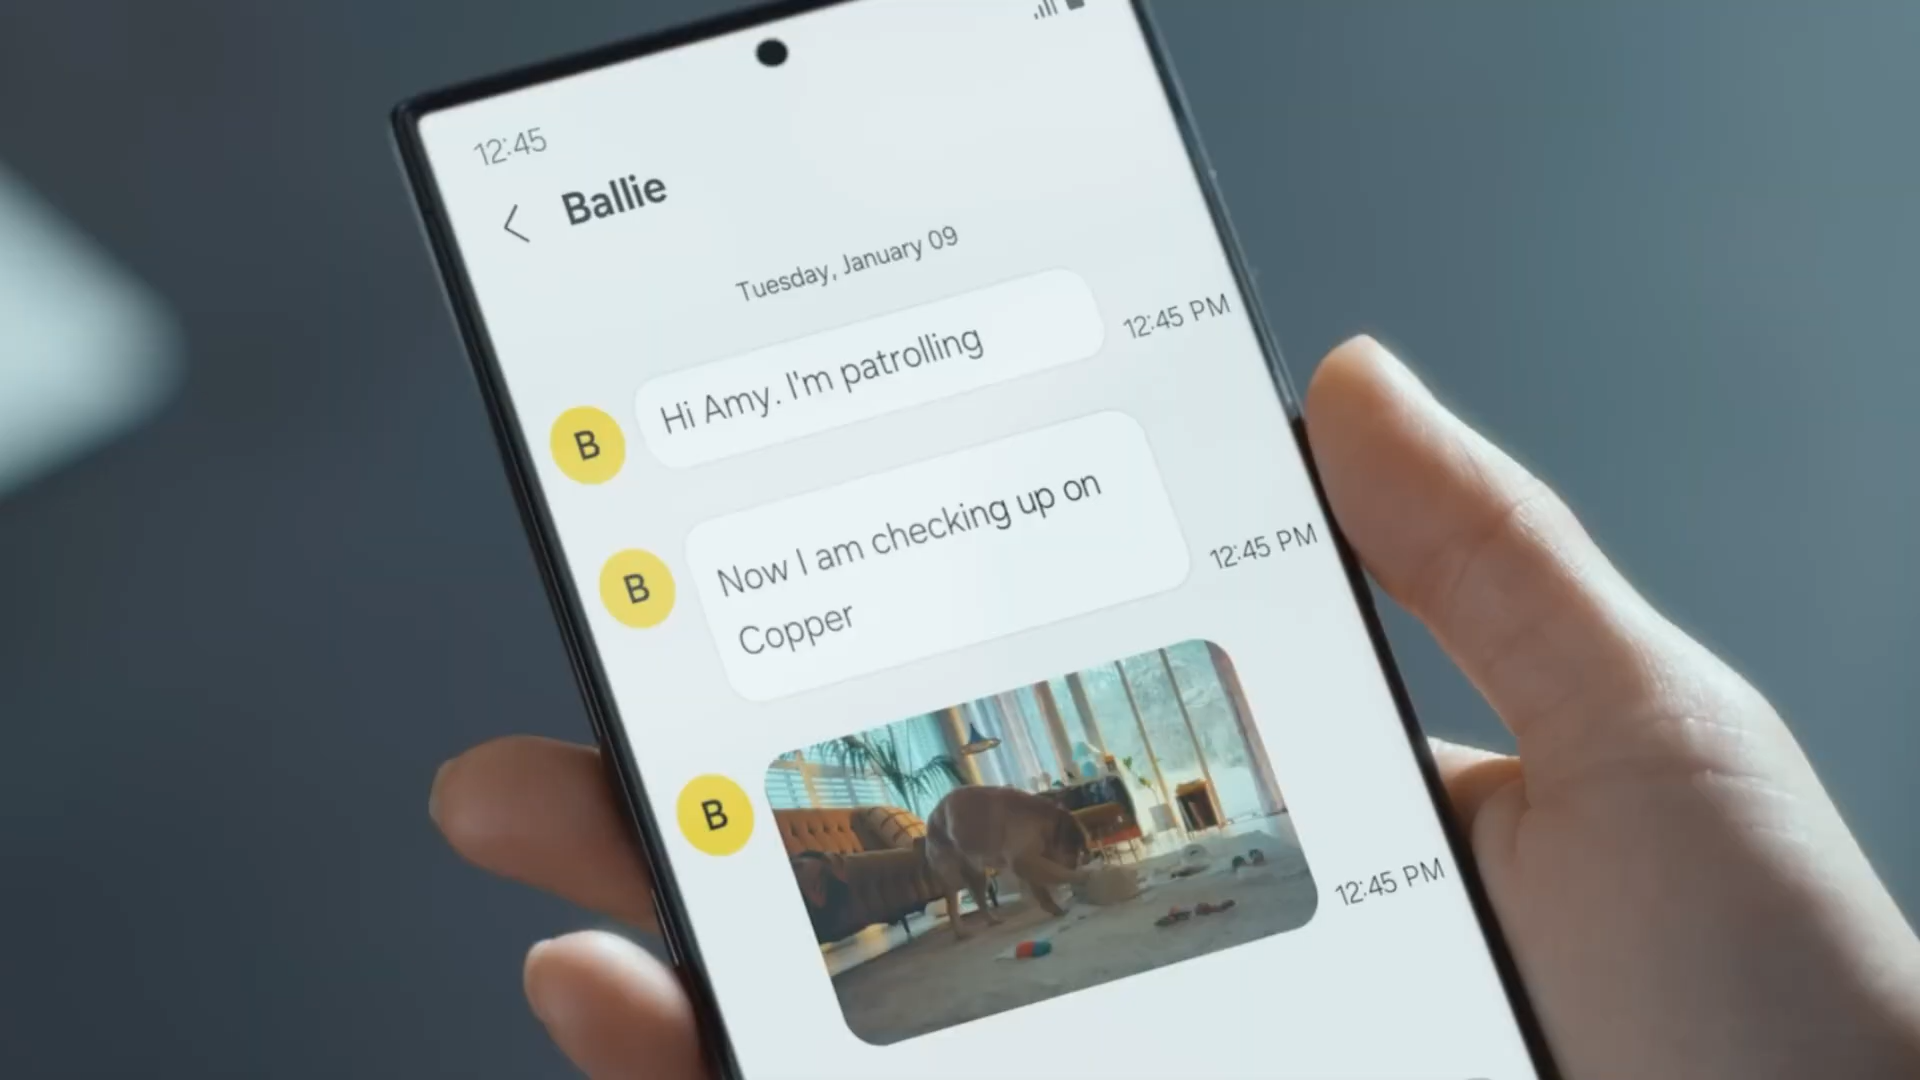 12:45
Ballie
Tuesday, January 09
Hi Amy. I'm patrolling
12:45 PM
B
Now I am checking up on
Copper
12:45 PM
B
B
12:45 PM